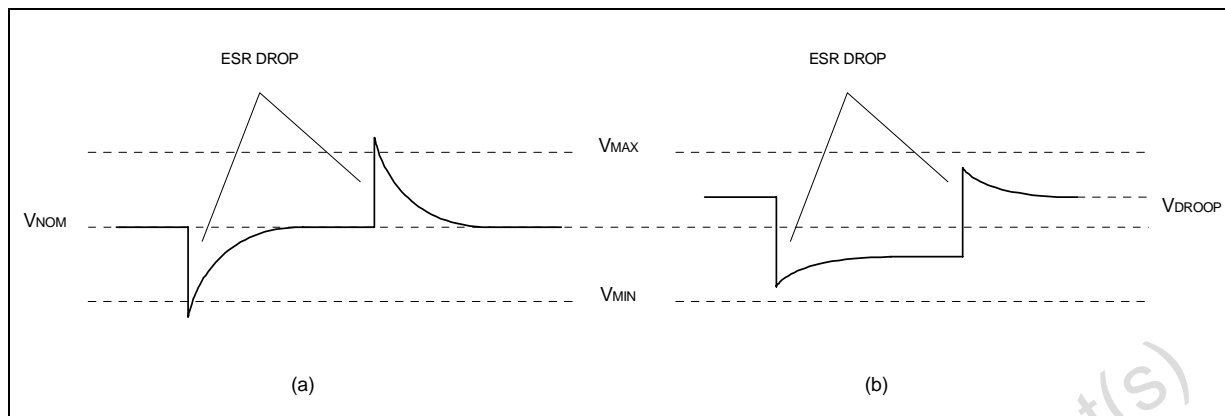 ESR DROP ESR DROP
VMAX
VNOM
VDROOP
VMIN
(a) (b)
t(s)